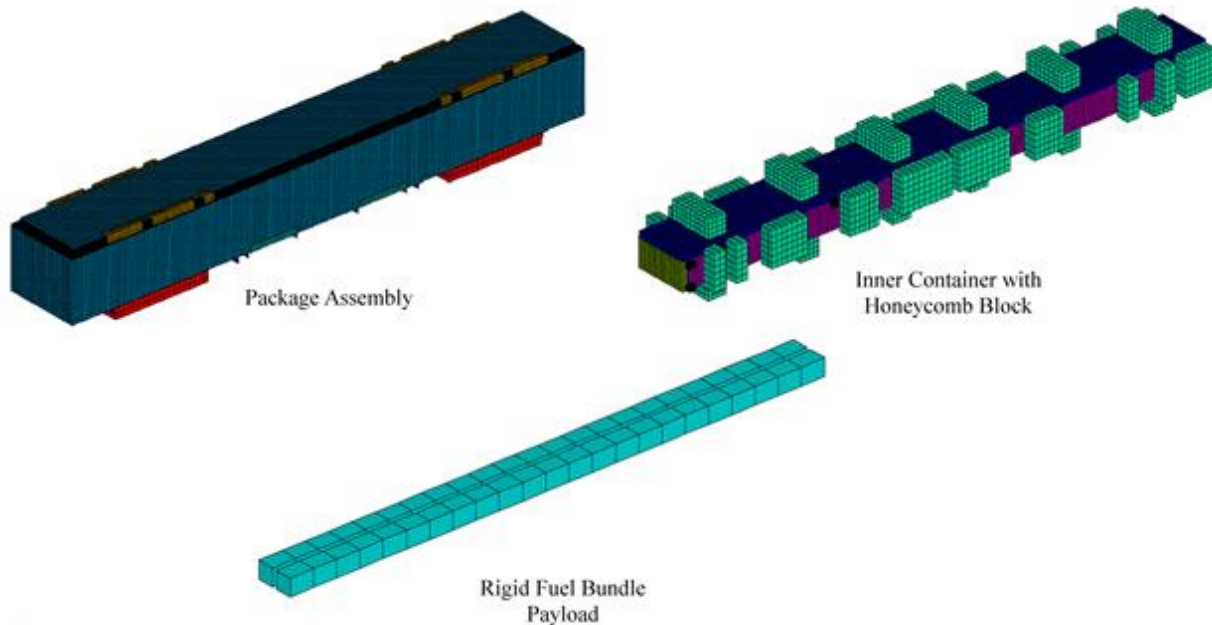 Package Assembly
Inner Container with
Honeycomb Block
Rigid Fuel Bundle
Payload